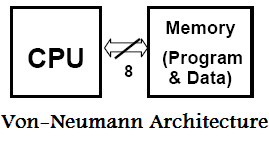 CPU
8
Memory
(Program
& Data)
Von-Neumann Architecture